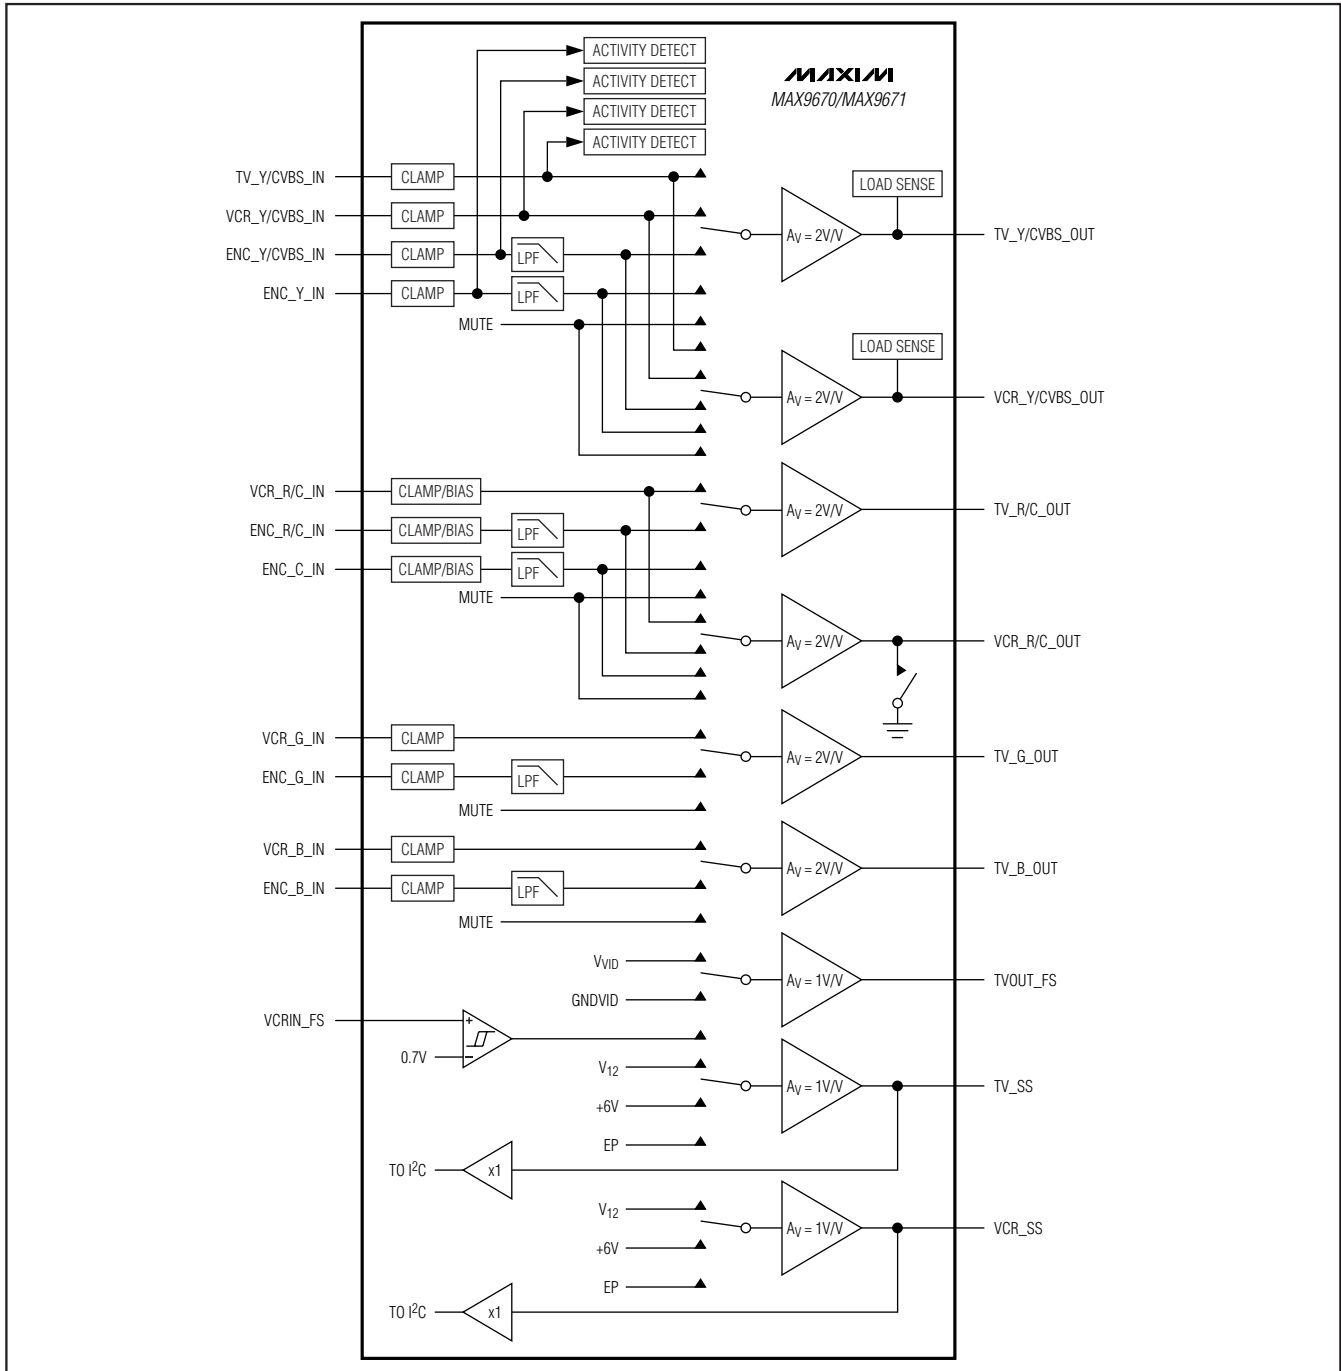 ACTIVITY DETECT
MAXIM
ACTIVITY DETECT
MAX9670/MAX9671
ACTIVITY DETECT
ACTIVITY DETECT
TV_Y/CVBS_IN
CLAMP
LOAD SENSE
VCR_Y/CVBS_IN
CLAMP
AV = 2V/V
TV_Y/CVBS_OUT
ENC_Y/CVBS_IN
CLAMP
LPF
ENC_Y_IN
CLAMP
LPF
MUTE
LOAD SENSE
AV = 2V/V
VCR_Y/CVBS_OUT
VCR_R/C_IN
CLAMP/BIAS
AV = 2V/V
TV_R/C_OUT
ENC_R/C_IN
CLAMP/BIAS
LPF
ENC_C_IN
CLAMP/BIAS
LPF
MUTE
AV = 2V/V
VCR_R/C_OUT
VCR_G_IN
CLAMP
AV = 2V/V
TV_G_OUT
ENC_G_IN
CLAMP
LPF
MUTE
VCR_B_IN
CLAMP
AV = 2V/V
TV_B_OUT
ENC_B_IN
CLAMP
LPF
MUTE
VVID
AV = 1V/V
TVOUT_FS
GNDVID
VCRIN_FS
+
0.7V
−
V12
AV = 1V/V
TV_SS
+6V
EP
TO I2C
x1
V12
AV = 1V/V
VCR_SS
+6V
EP
TO I2C
x1